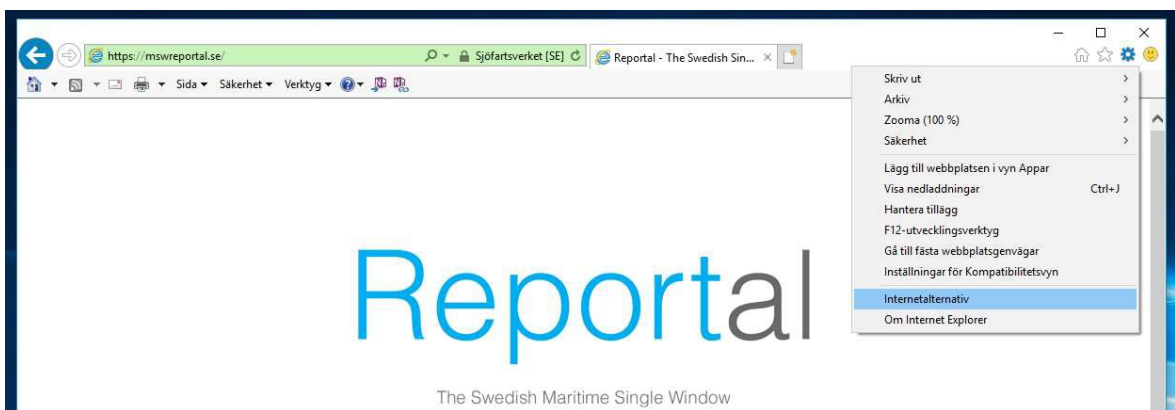 https://mswreportal.se/ Sjöfartsverket [SE] Reportal - The Swedish Sin...
Sida Säkerhet Verktyg
Skriv ut
Arkiv
Zooma (100 %)
Säkerhet
Lägg till webbplatsen i vyn Appar
Visa nedladdningar Ctrl+J
Hantera tillägg
F12-utvecklingsverktyg
Gå till fästa webbplatsgenvägar
Inställningar för Kompatibilitetsvyn
Internetalternativ
Om Internet Explorer
Reportal
The Swedish Maritime Single Window